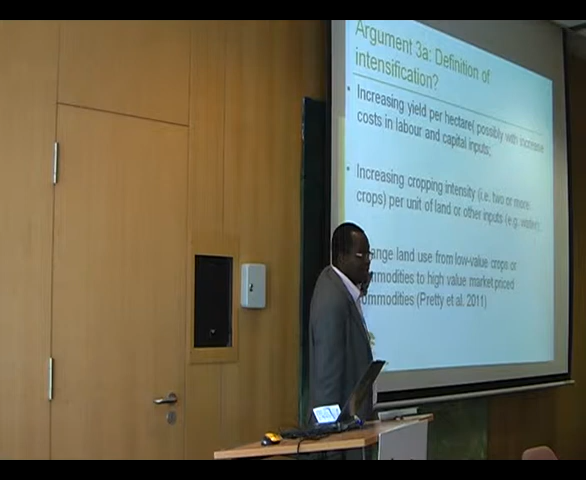 Argument 3a: Definition of
intensification?
• Increasing yield per hectare( possibly with increase
costs in labour and capital inputs;
• Increasing cropping intensity (i.e. two or more
crops) per unit of land or other inputs (e.g. water);
ange land use from low-value crops or
mmodities to high value market priced
ommodities (Pretty et al. 2011)